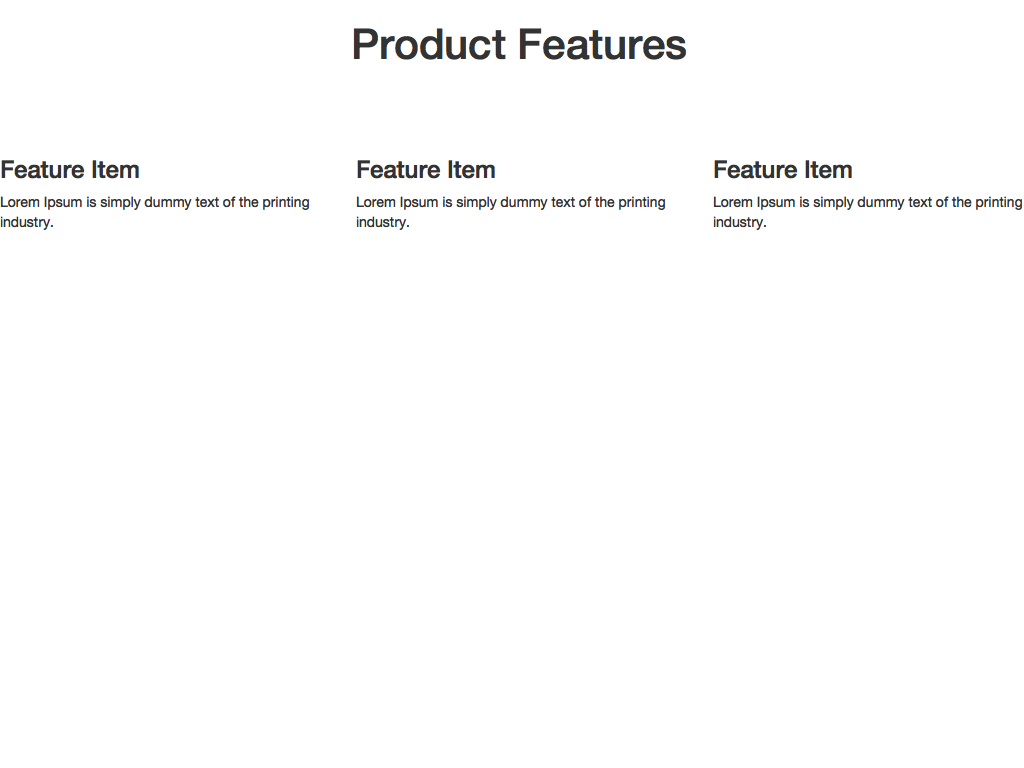 Product Features
Feature Item
Lorem Ipsum is simply dummy text of the printing
industry.
Feature Item
Lorem Ipsum is simply dummy text of the printing
industry.
Feature Item
Lorem Ipsum is simply dummy text of the printing
industry.